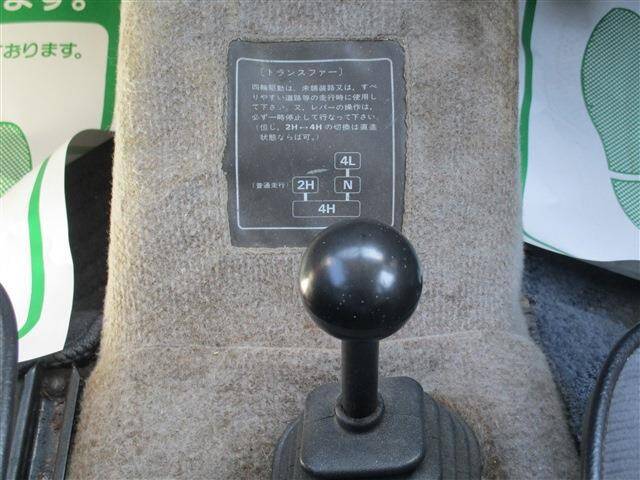 おります。
〔トランスファー〕
四輪駆動は、未舗装路又は、すべ
りやすい道路等の走行時に使用し
て下さい。又、レバーの操作は、
必ず一時停止して行なって下さい。
(但し、2H↔4Hの切換は直進
状態ならば可。)
4L
(普通走行) 2H N
4H